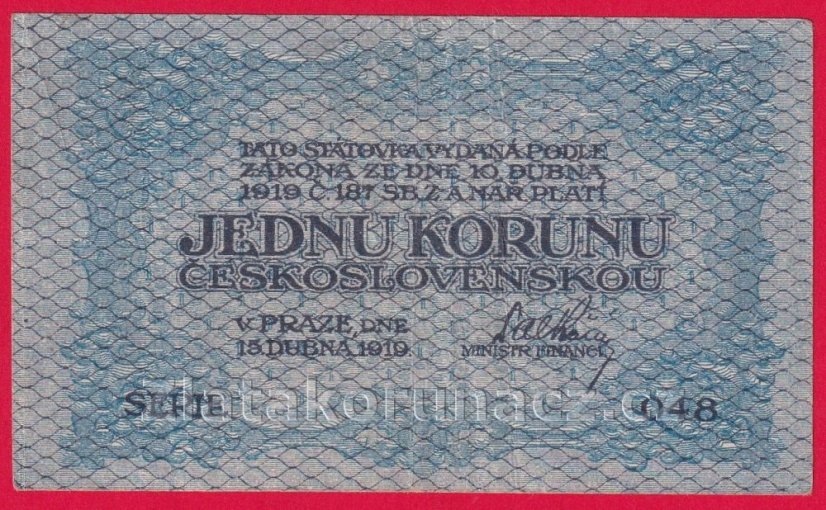 TATO STÁTOVKA VYDANÁ PODLE
ZÁKONA ZE DNE 10. DUBNA
1919 Č. 187 SB. Z. A NAŘ. PLATÍ
JEDNU KORUNU
ČESKOSLOVENSKOU
V PRAZE, DNE
15. DUBNA 1919.
MINISTR FINANCÍ
SERIE 048
zlatakorunacz.c